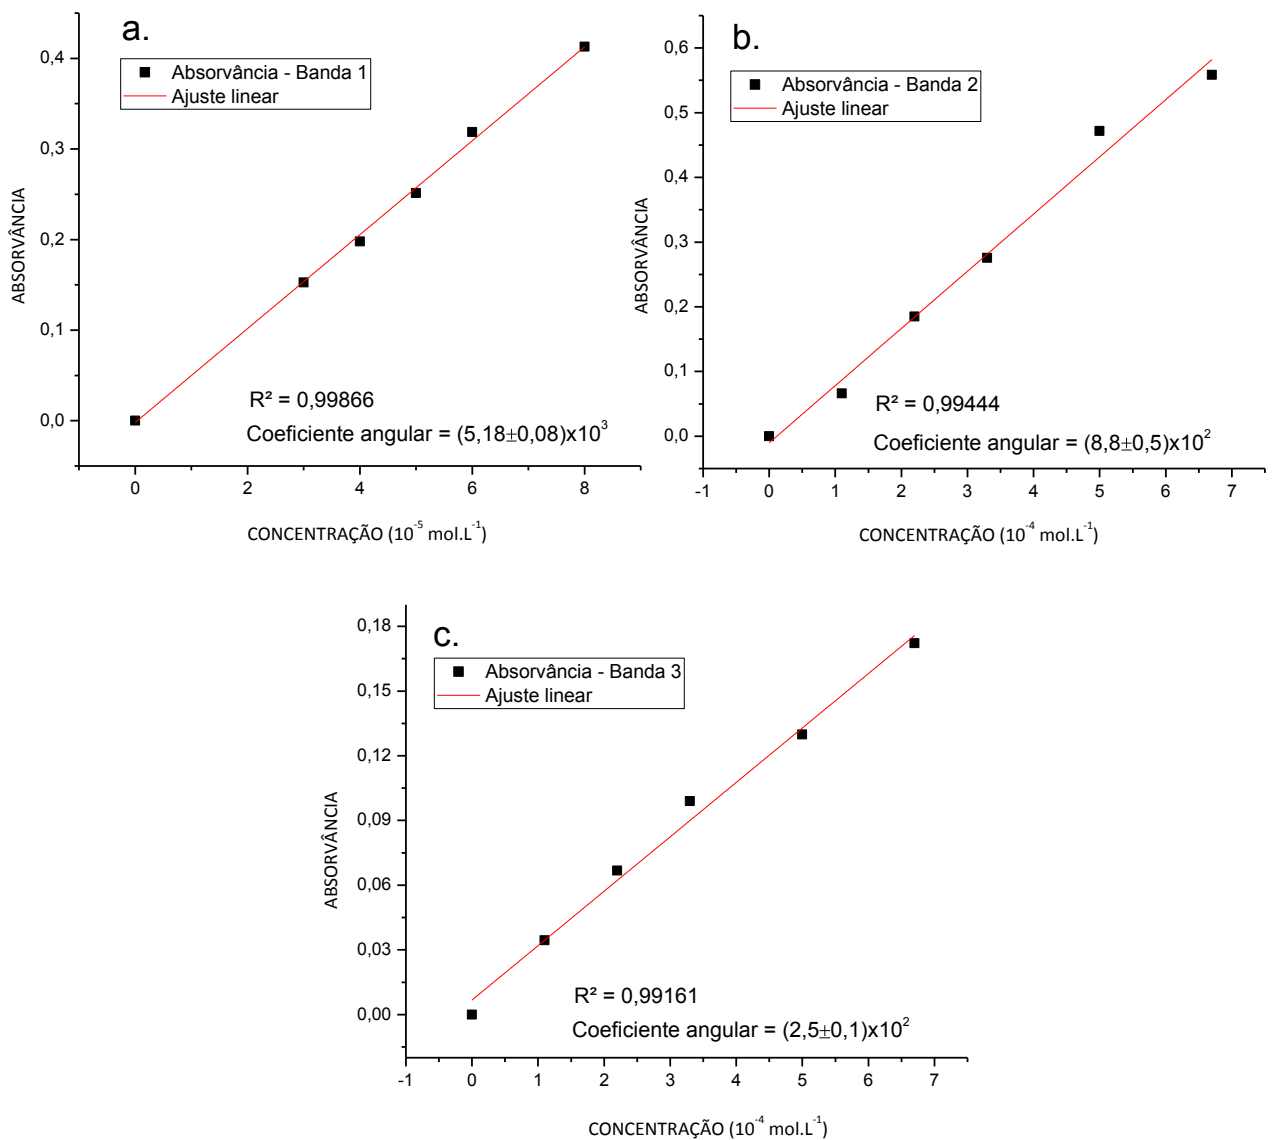 a.
Absorvância - Banda 1
Ajuste linear
0,4
0,3
0,2
0,1
0,0
ABSORVÂNCIA
R² = 0,99866
Coeficiente angular = (5,18±0,08)x10³
0 2 4 6 8
CONCENTRAÇÃO (10⁻⁵ mol.L⁻¹)
b.
Absorvância - Banda 2
Ajuste linear
0,6
0,5
0,4
0,3
0,2
0,1
0,0
ABSORVÂNCIA
R² = 0,99444
Coeficiente angular = (8,8±0,5)x10²
-1 0 1 2 3 4 5 6 7
CONCENTRAÇÃO (10⁻⁴ mol.L⁻¹)
c.
Absorvância - Banda 3
Ajuste linear
0,18
0,15
0,12
0,09
0,06
0,03
0,00
ABSORVÂNCIA
R² = 0,99161
Coeficiente angular = (2,5±0,1)x10²
-1 0 1 2 3 4 5 6 7
CONCENTRAÇÃO (10⁻⁴ mol.L⁻¹)